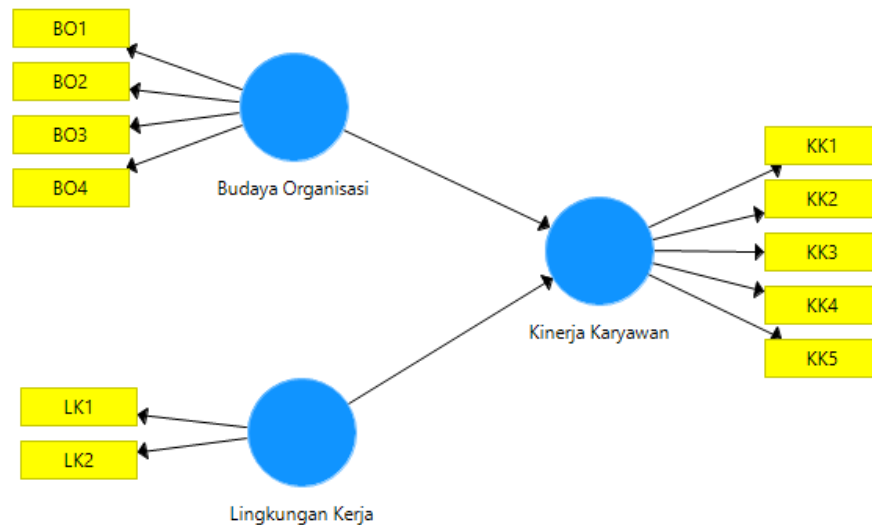 BO1
BO2
BO3
BO4
Budaya Organisasi
KK1
KK2
KK3
KK4
KK5
Kinerja Karyawan
LK1
LK2
Lingkungan Kerja